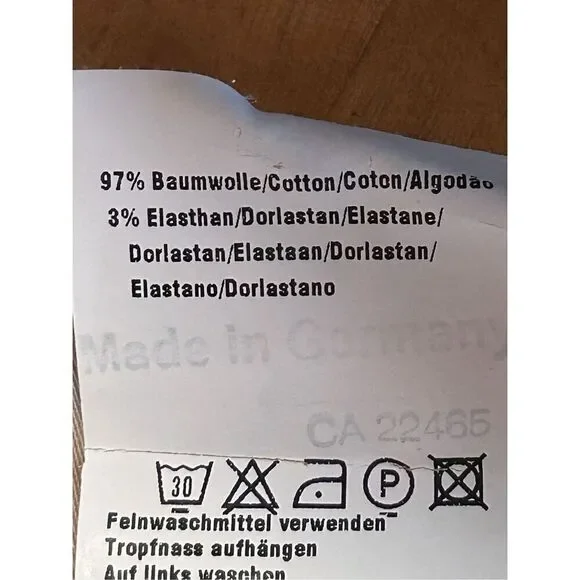 97% Baumwolle/Cotton/Coton/Algodão
3% Elasthan/Dorlastan/Elastane/
Dorlastan/Elastaan/Dorlastan/
Elastano/Dorlastano
Made in Germany
CA 22465
30 P
Feinwaschmittel verwenden
Tropfnass aufhängen
Auf links waschen